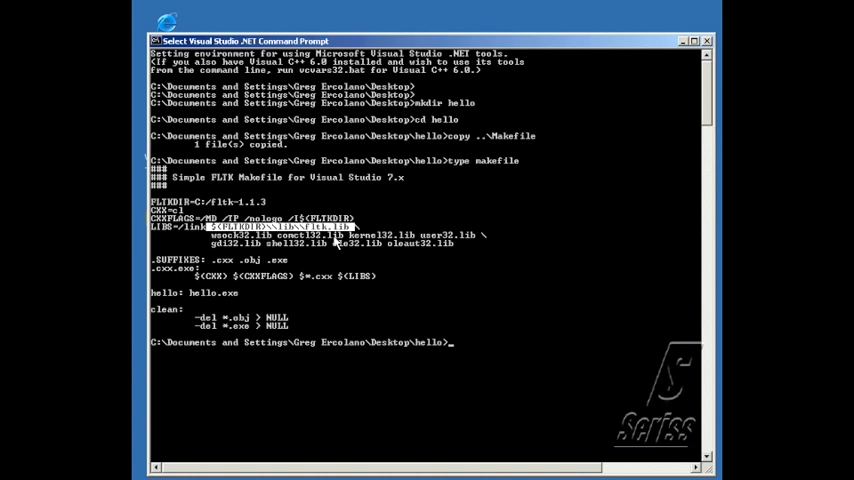 Select Visual Studio .NET Command Prompt
Setting environment for using Microsoft Visual Studio .NET tools.
(If you also have Visual C++ 6.0 installed and wish to use its tools
from the command line, run vcvars32.bat for Visual C++ 6.0.)
C:\Documents and Settings\Greg Ercolano\Desktop>
C:\Documents and Settings\Greg Ercolano\Desktop>
C:\Documents and Settings\Greg Ercolano\Desktop>mkdir hello
C:\Documents and Settings\Greg Ercolano\Desktop>cd hello
C:\Documents and Settings\Greg Ercolano\Desktop\hello>copy ..\Makefile
1 file(s) copied.
C:\Documents and Settings\Greg Ercolano\Desktop\hello>type makefile
###
### Simple FLTK Makefile for Visual Studio 7.x
###
FLTKDIR=C:/fltk-1.1.3
CXX=cl
CXXFLAGS=/MD /TP /nologo /I$(FLTKDIR)
LIBS=/link $(FLTKDIR)\\lib\\fltk.lib \
wsock32.lib comctl32.lib kernel32.lib user32.lib \
gdi32.lib shell32.lib ole32.lib oleaut32.lib
.SUFFIXES: .cxx .obj .exe
.cxx.exe:
$(CXX) $(CXXFLAGS) $*.cxx $(LIBS)
hello: hello.exe
clean:
-del *.obj > NULL
-del *.exe > NULL
C:\Documents and Settings\Greg Ercolano\Desktop\hello>_
Seriss